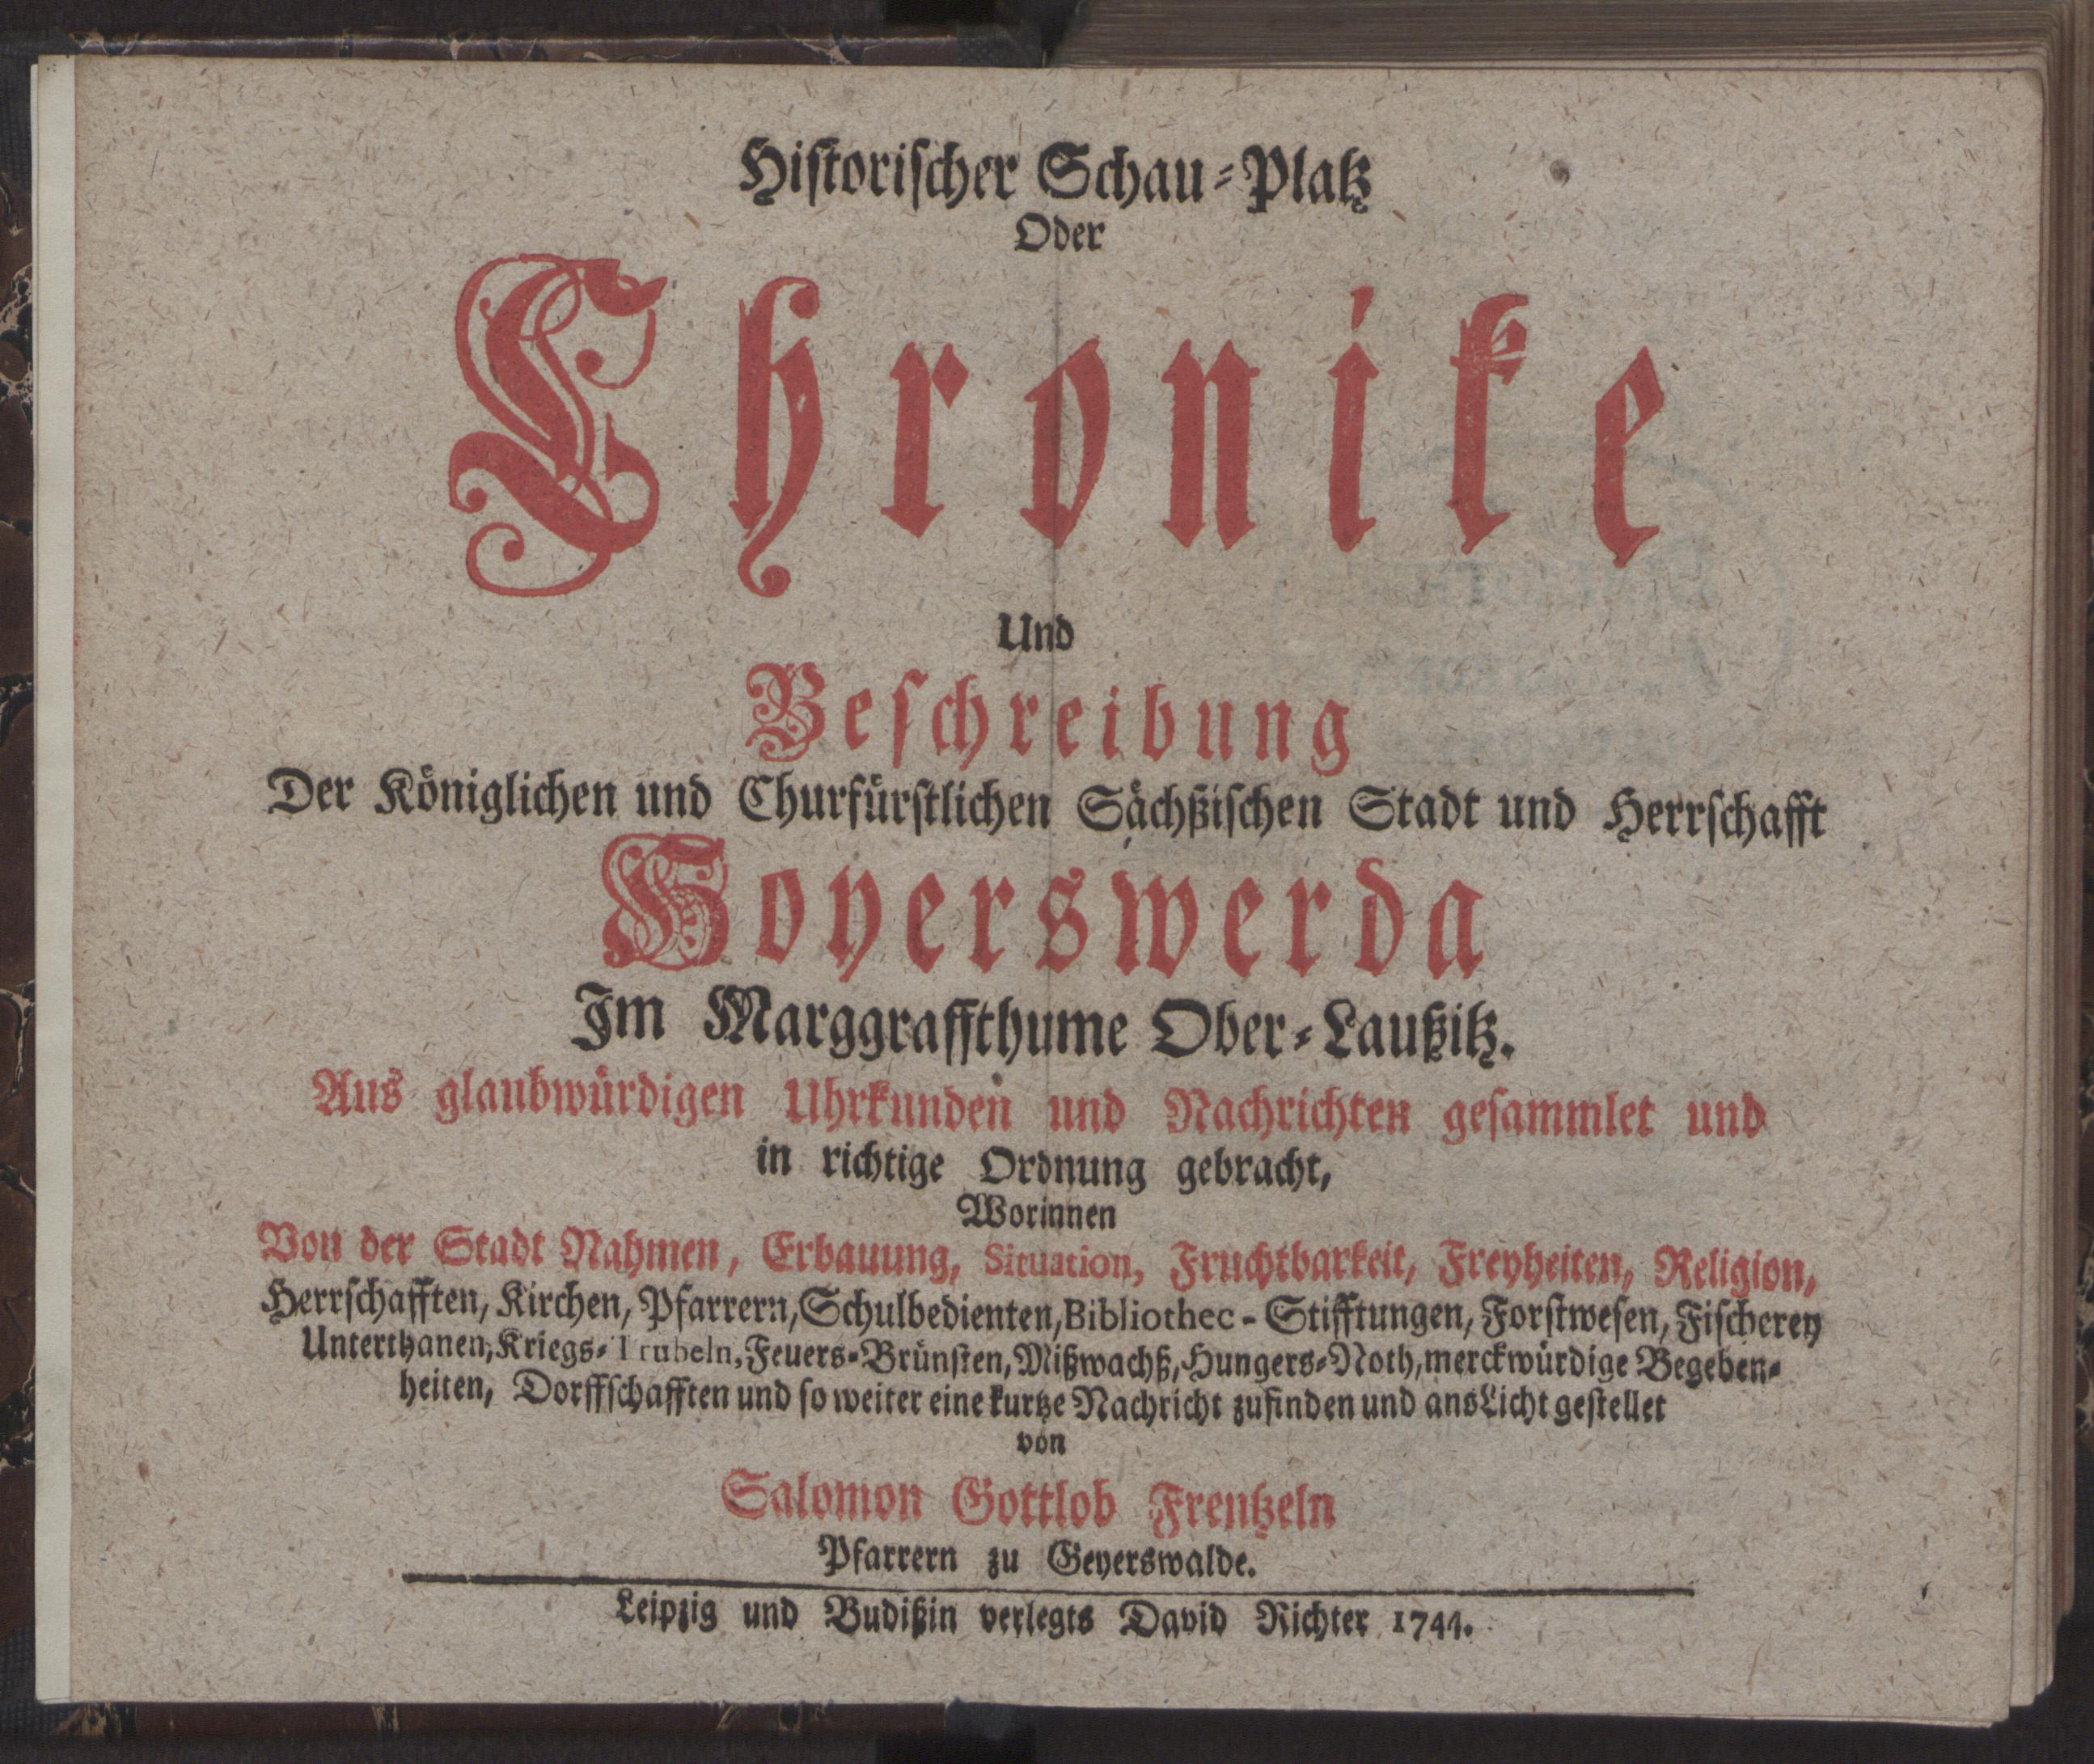 Historischer Schau-Platz
Oder
Chronike
Und
Beschreibung
Der Königlichen und Churfürstlichen Sächßischen Stadt und Herrschafft
Hoyerswerda
Im Marggraffthume Ober-Laußitz.
Aus glaubwürdigen Uhrkunden und Nachrichten gesammlet und
in richtige Ordnung gebracht,
Worinnen
Von der Stadt Nahmen, Erbauung, Situation, Fruchtbarkeit, Freyheiten, Religion,
Herrschafften, Kirchen, Pfarrern, Schulbedienten, Bibliothec-Stifftungen, Forstwesen, Fischerey
Unterthanen, Kriegs-Trubeln, Feuers-Brünsten, Mißwachß, Hungers-Noth, merckwürdige Begeben-
heiten, Dorffschafften und so weiter eine kurtze Nachricht zufinden und ans Licht gestellet
von
Salomon Gottlob Frentzeln
Pfarrern zu Geyerswalde.
Leipzig und Budißin verlegts David Richter 1744.